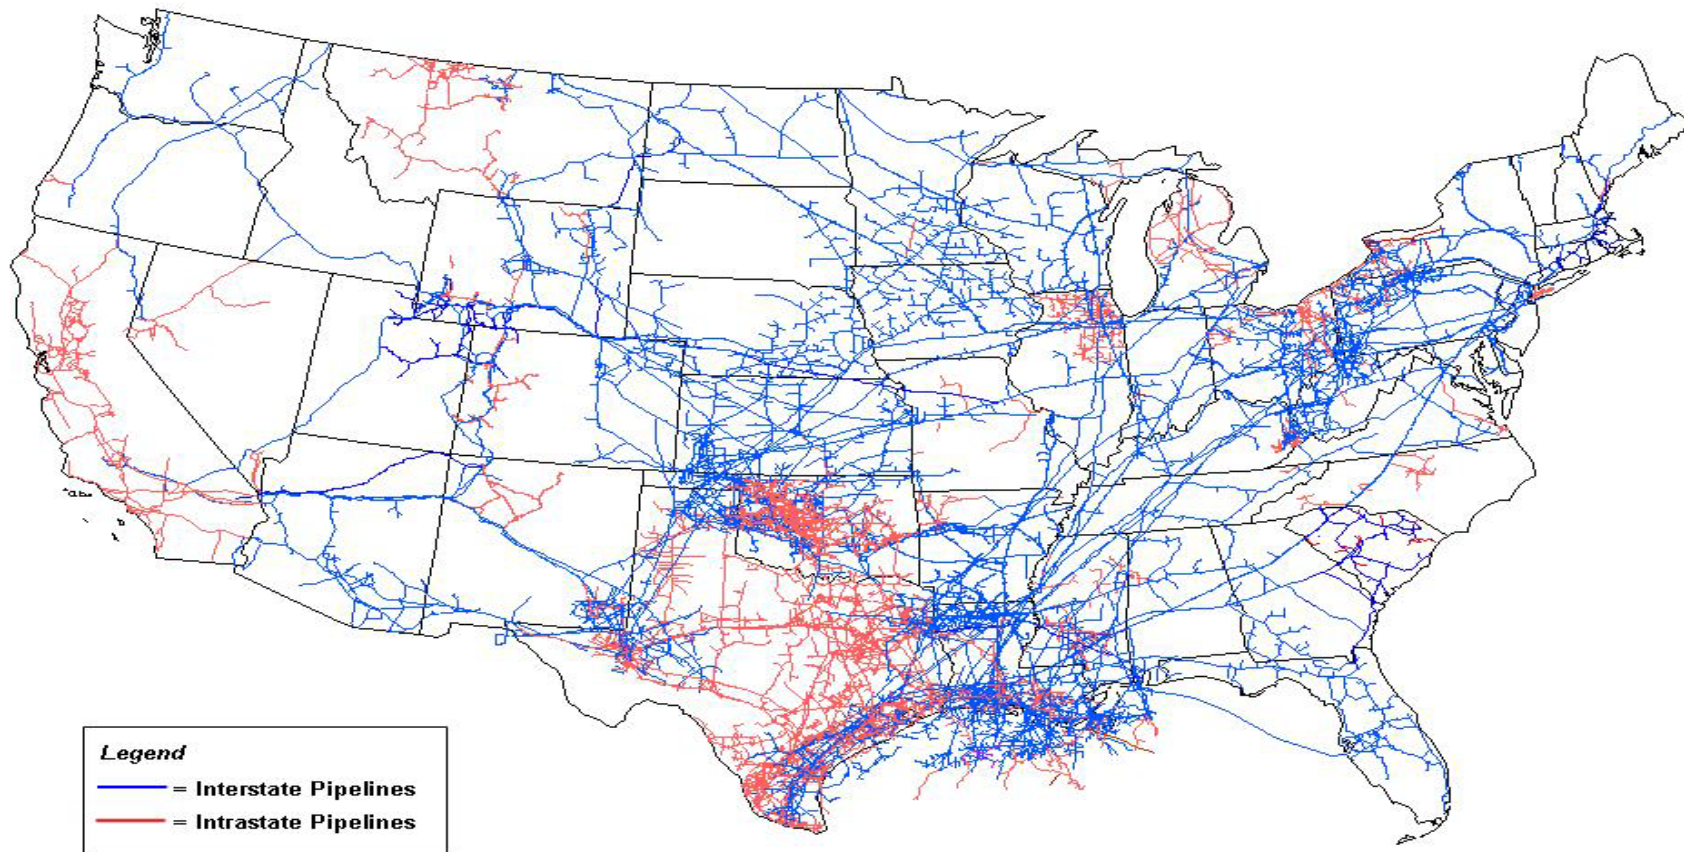 Legend
= Interstate Pipelines
= Intrastate Pipelines